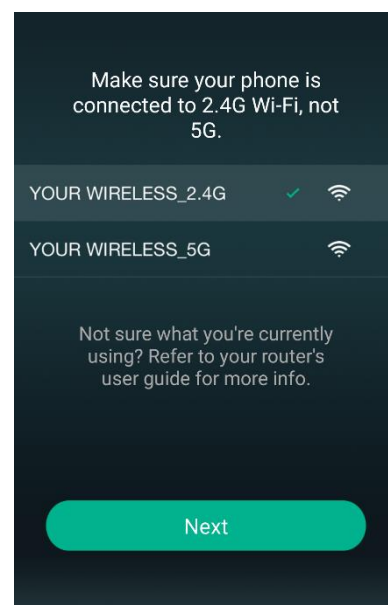 Make sure your phone is
connected to 2.4G Wi-Fi, not
5G.
YOUR WIRELESS_2.4G
YOUR WIRELESS_5G
Not sure what you're currently
using? Refer to your router's
user guide for more info.
Next